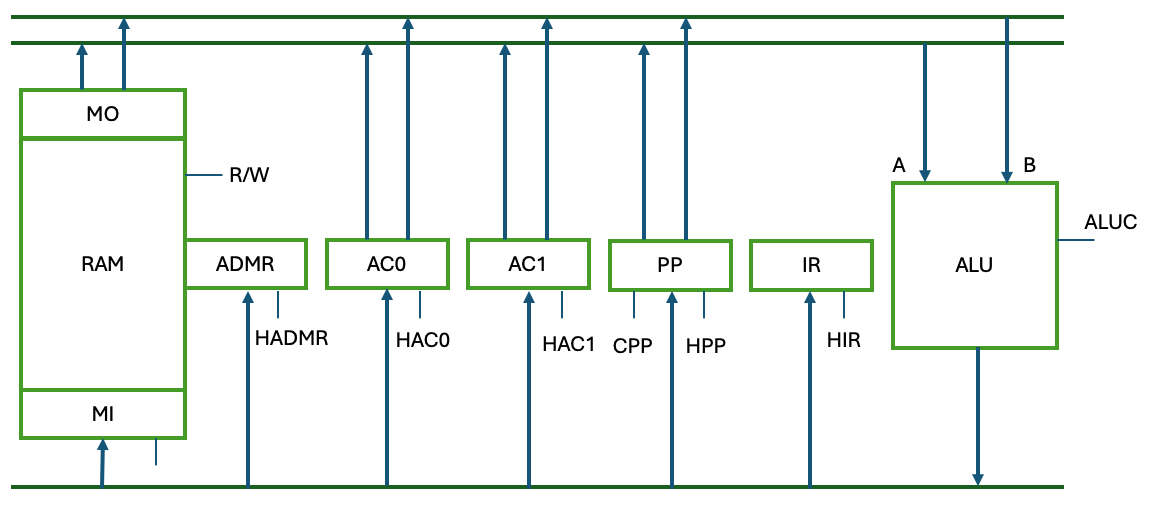 MO
R/W
A
B
ALUC
RAM
ADMR
AC0
AC1
PP
IR
ALU
HADMR
HAC0
HAC1
CPP
HPP
HIR
MI